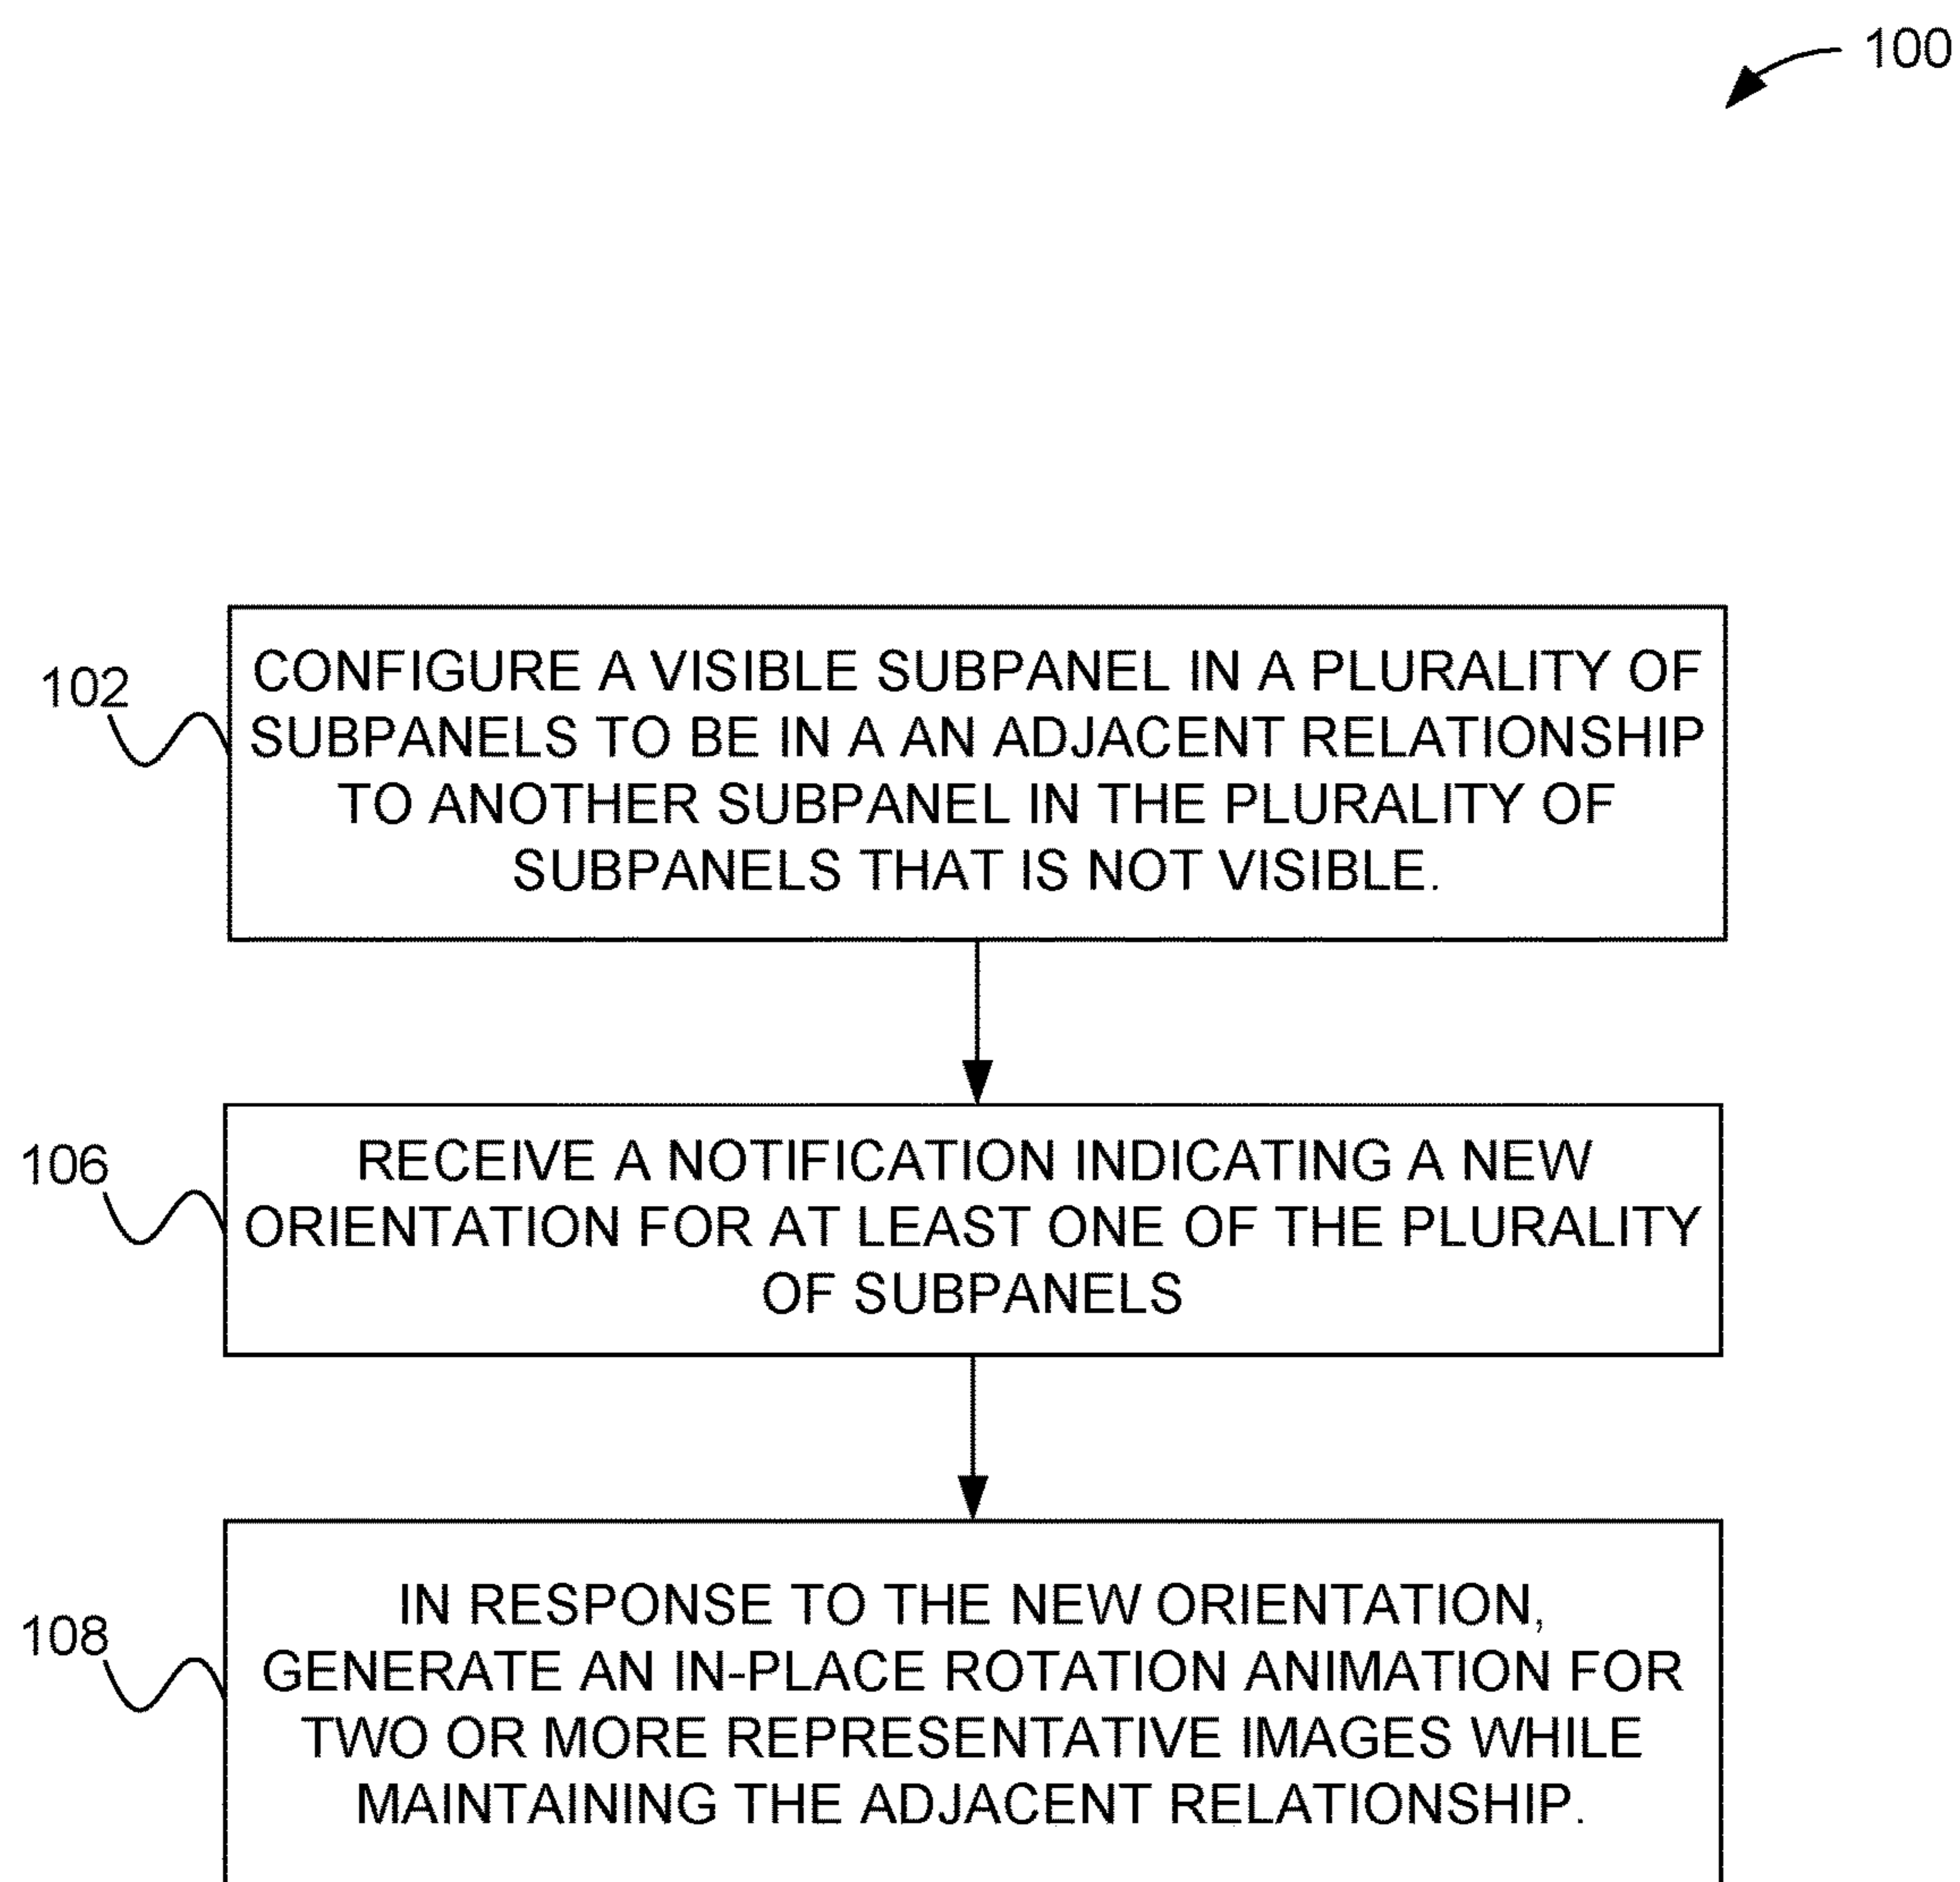 100
102
CONFIGURE A VISIBLE SUBPANEL IN A PLURALITY OF
SUBPANELS TO BE IN A AN ADJACENT RELATIONSHIP
TO ANOTHER SUBPANEL IN THE PLURALITY OF
SUBPANELS THAT IS NOT VISIBLE.
106
RECEIVE A NOTIFICATION INDICATING A NEW
ORIENTATION FOR AT LEAST ONE OF THE PLURALITY
OF SUBPANELS
108
IN RESPONSE TO THE NEW ORIENTATION,
GENERATE AN IN-PLACE ROTATION ANIMATION FOR
TWO OR MORE REPRESENTATIVE IMAGES WHILE
MAINTAINING THE ADJACENT RELATIONSHIP.